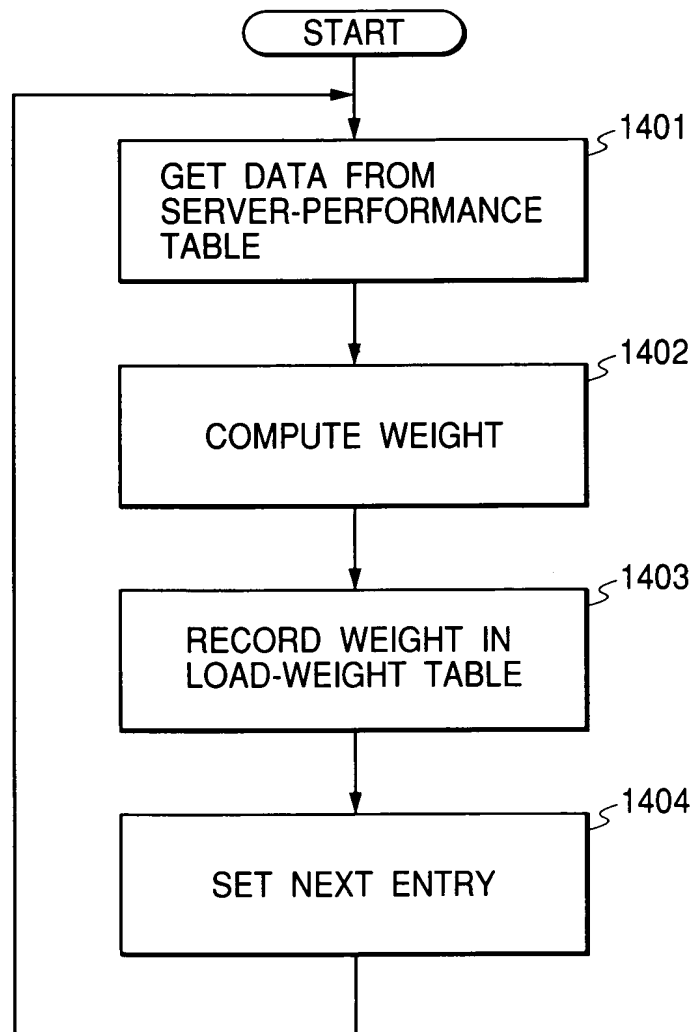 START
1401
GET DATA FROM
SERVER-PERFORMANCE
TABLE
1402
COMPUTE WEIGHT
1403
RECORD WEIGHT IN
LOAD-WEIGHT TABLE
1404
SET NEXT ENTRY